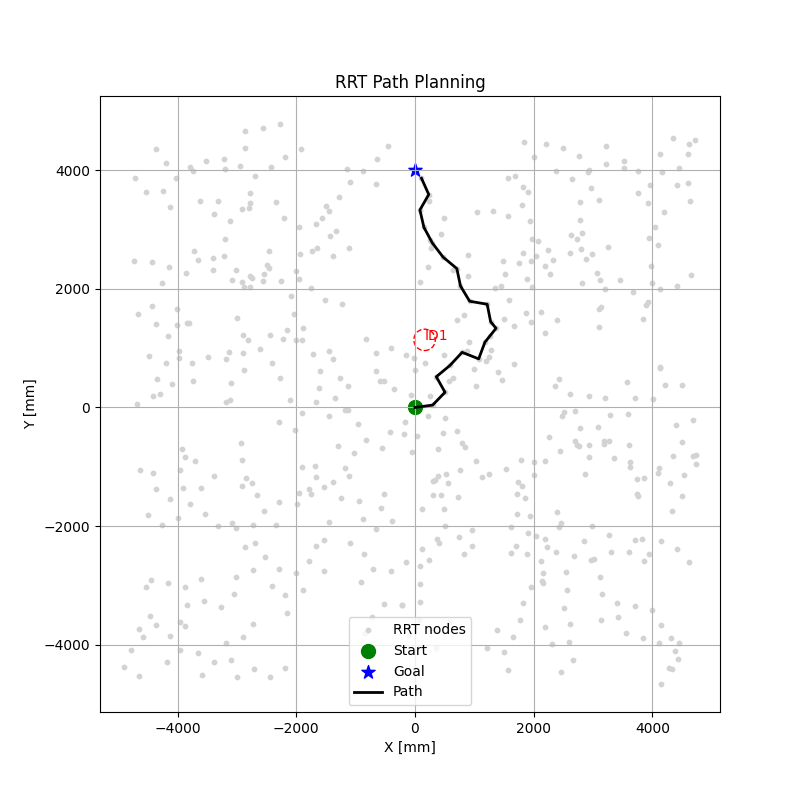 RRT Path Planning
Y [mm]
4000
2000
0
−2000
−4000
ID1
RRT nodes
Start
Goal
Path
−4000 −2000 0 2000 4000
X [mm]